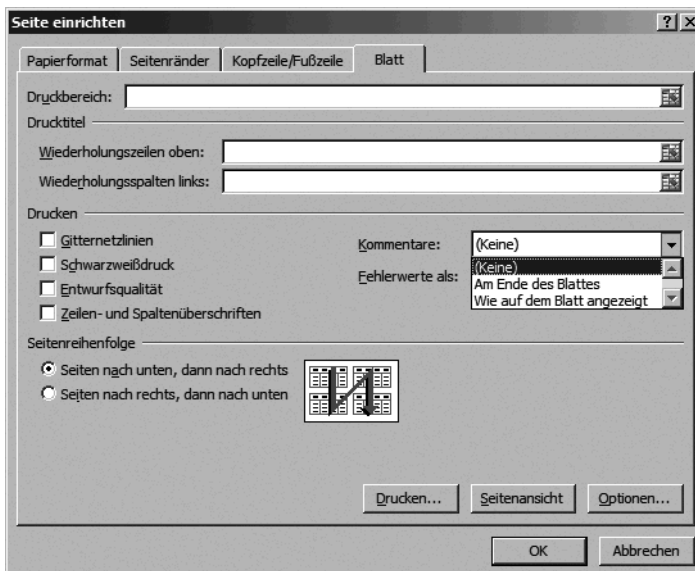 Seite einrichten
Papierformat Seitenränder Kopfzeile/Fußzeile Blatt
Druckbereich:
Drucktitel
Wiederholungszeilen oben:
Wiederholungsspalten links:
Drucken
Gitternetzlinien
Kommentare: (Keine)
Schwarzweißdruck
(Keine)
Fehlerwerte als:
Am Ende des Blattes
Entwurfsqualität
Wie auf dem Blatt angezeigt
Zeilen- und Spaltenüberschriften
Seitenreihenfolge
Seiten nach unten, dann nach rechts
Seiten nach rechts, dann nach unten
Drucken... Seitenansicht Optionen...
OK Abbrechen